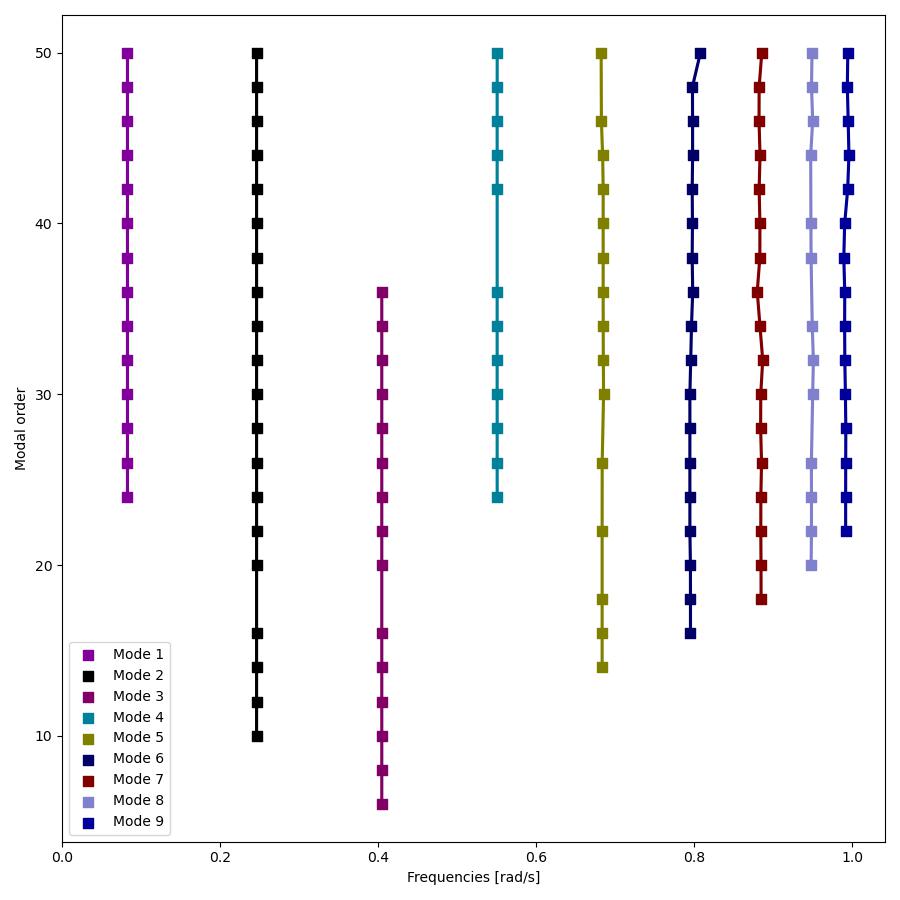 50
40
30
20
10
Modal order
Mode 1
Mode 2
Mode 3
Mode 4
Mode 5
Mode 6
Mode 7
Mode 8
Mode 9
0.0 0.2 0.4 0.6 0.8 1.0
Frequencies [rad/s]